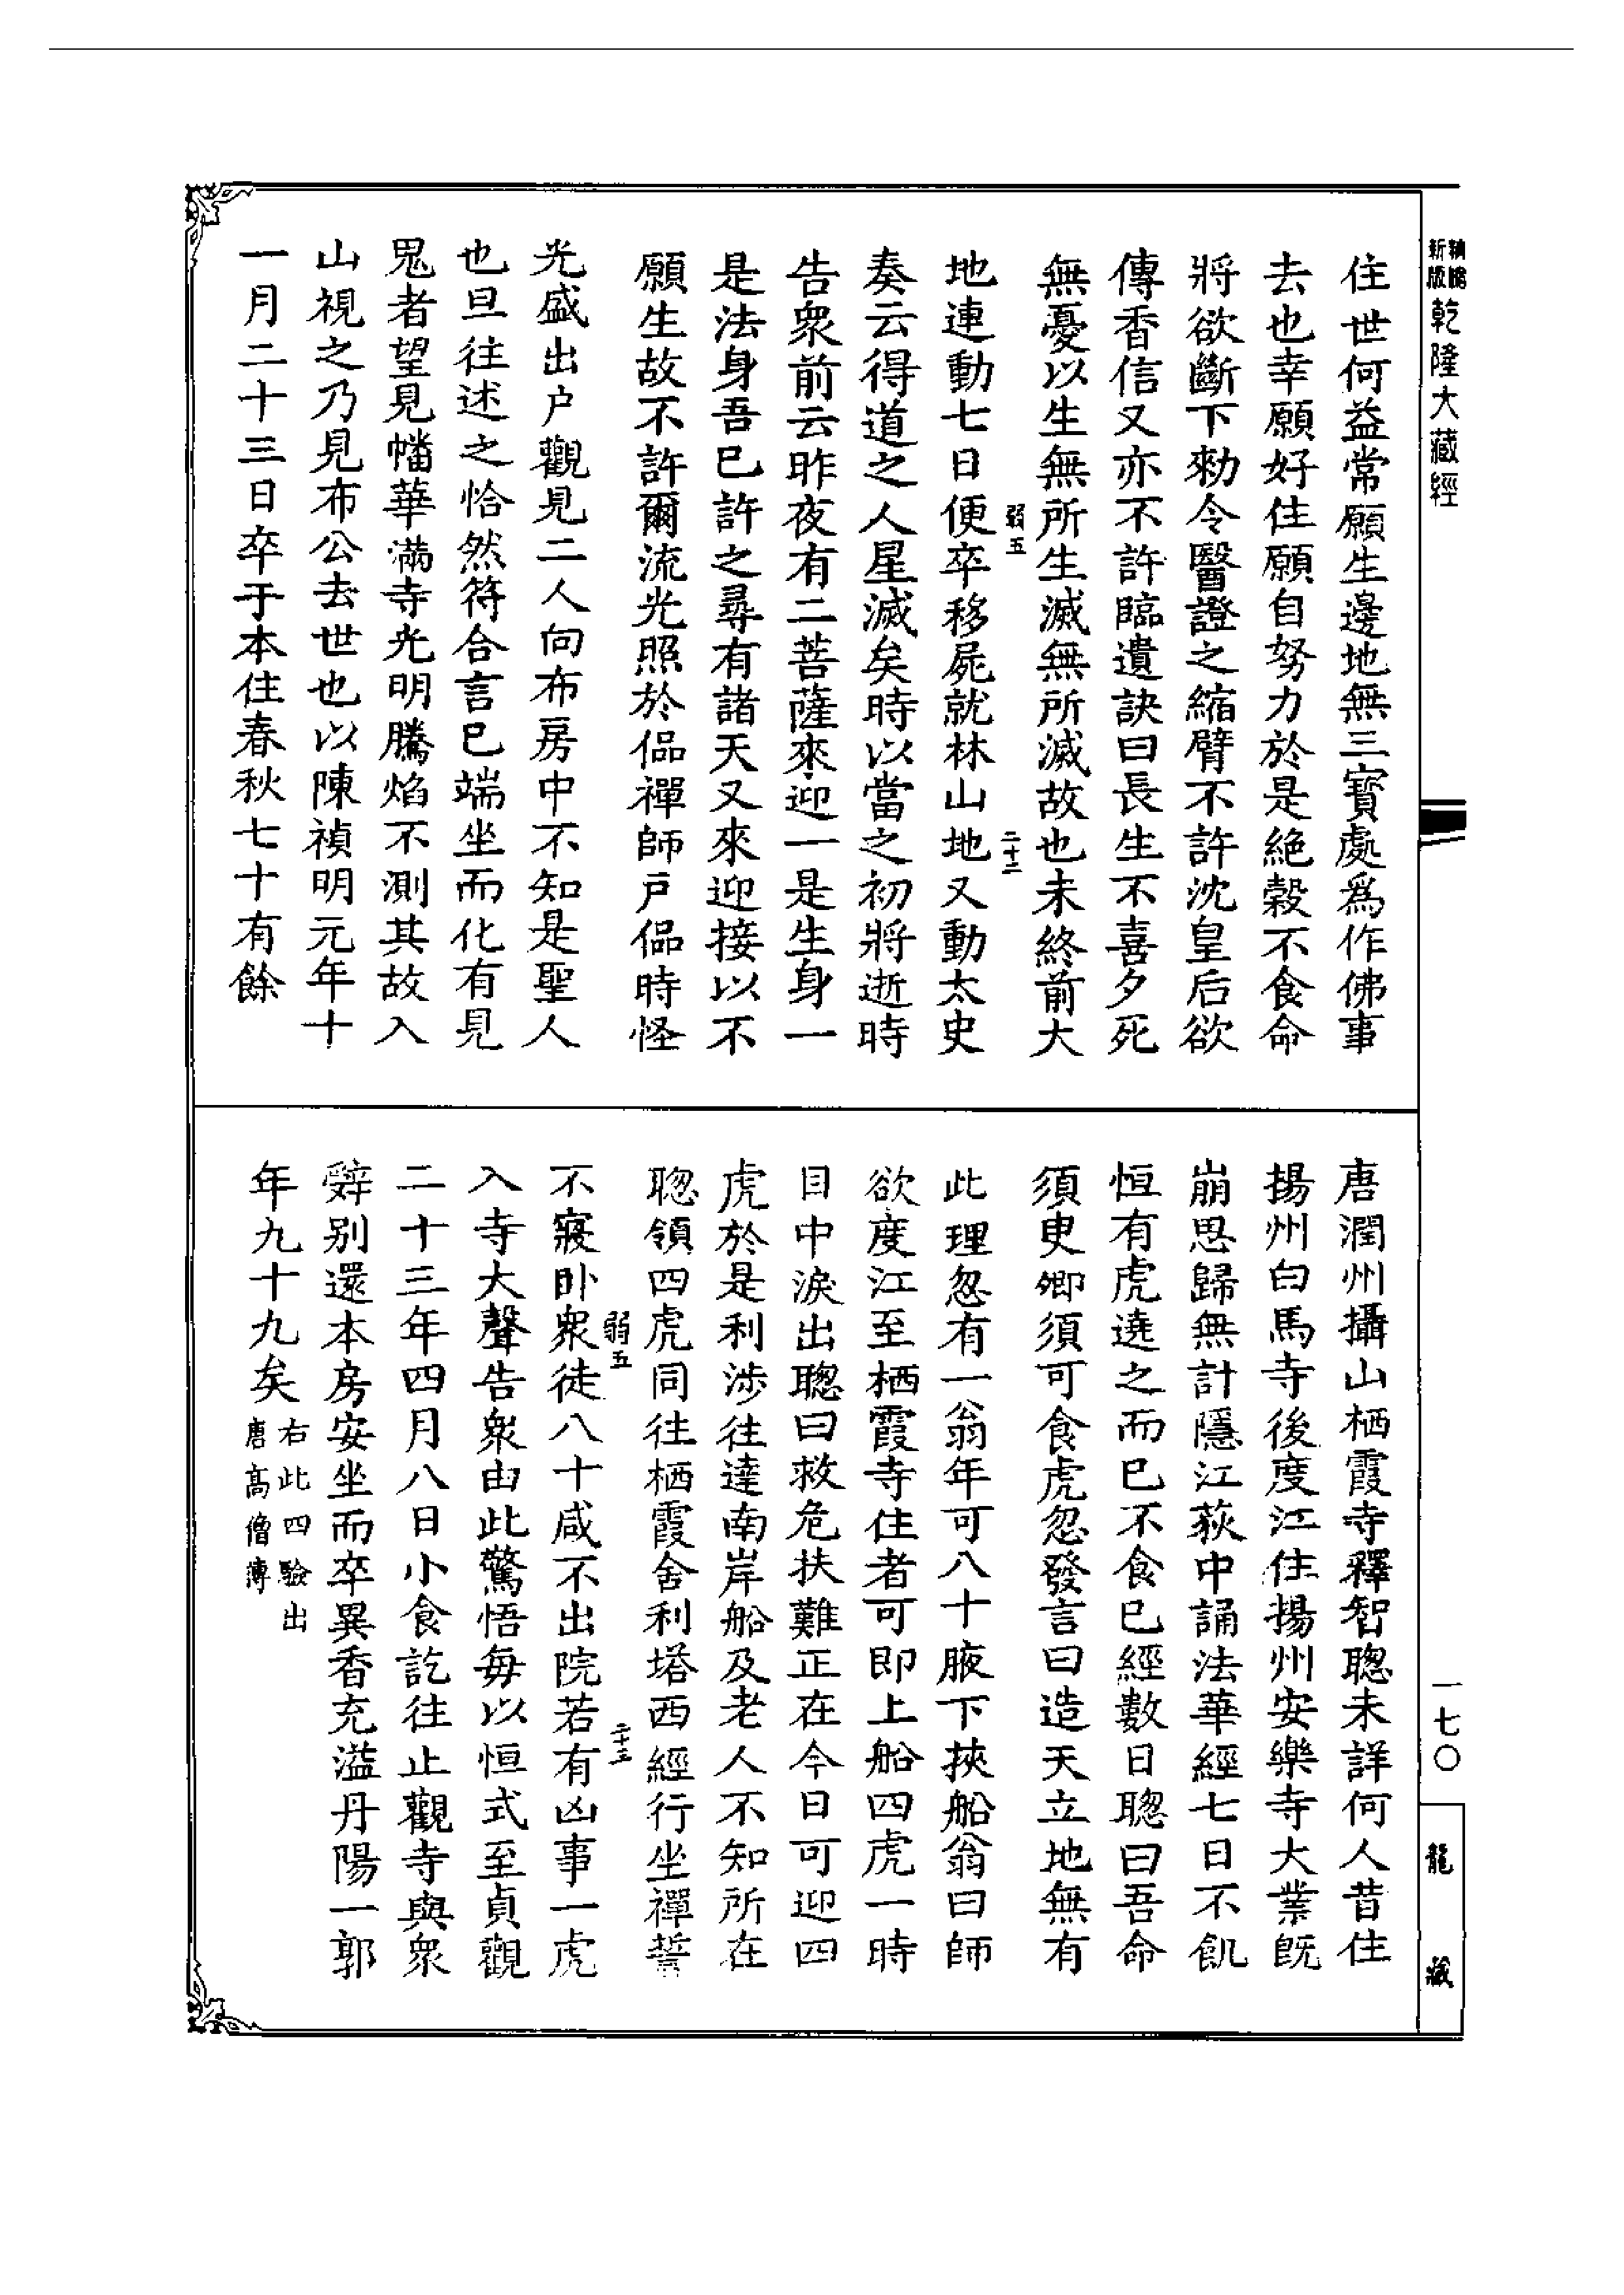 新版
乾隆大藏經
住世何益常願生邊地無三寶處爲作佛事
去也幸願好住願自努力於是絕穀不食命
將欲斷下勑令醫證之縮臂不許沈皇后欲
傳香信又亦不許臨遺訣曰長生不喜夕死
無憂以生無所生滅無所滅故也未終前大
弱五
二十二
地連動七日便卒移屍就林山地又動太史
奏云得道之人星滅矣時以當之初將逝時
告衆前云昨夜有二菩薩來迎一是生身一
是法身吾巳許之尋有諸天又來迎接以不
願生故不許爾流光照於侃禪師戶侃時怪
光盛出户觀見二人向布房中不知是聖人
也旦往述之恰然符合言巳端坐而化有見
鬼者望見幡華滿寺光明騰焰不測其故入
山視之乃見布公去世也以陳禎明元年十
一月二十三日卒于本住春秋七十有餘
唐潤州攝山栖霞寺釋智聰未詳何人昔住
揚州白馬寺後度江住揚州安樂寺大業旣
崩思歸無計隱江荻中誦法華經七日不飢
恒有虎遶之而巳不食巳經數日聰曰吾命
須臾卿須可食虎忽發言曰造天立地無有
此理忽有一翁年可八十腋下挾船翁曰師
欲度江至栖霞寺住者可即上船四虎一時
目中淚出聰曰救危扶難正在今日可迎四
虎於是利涉往達南岸船及老人不知所在
聰領四虎同往栖霞舍利塔西經行坐禪誓
弱五
二十三
不寢卧衆徒八十咸不出院若有凶事一虎
入寺大聲告衆由此驚悟每以恒式至貞觀
二十三年四月八日小食訖往止觀寺與衆
辤别還本房安坐而卒異香充溢丹陽一郭
年九十九矣
右此四驗出
唐高僧傳
一七〇
龍藏